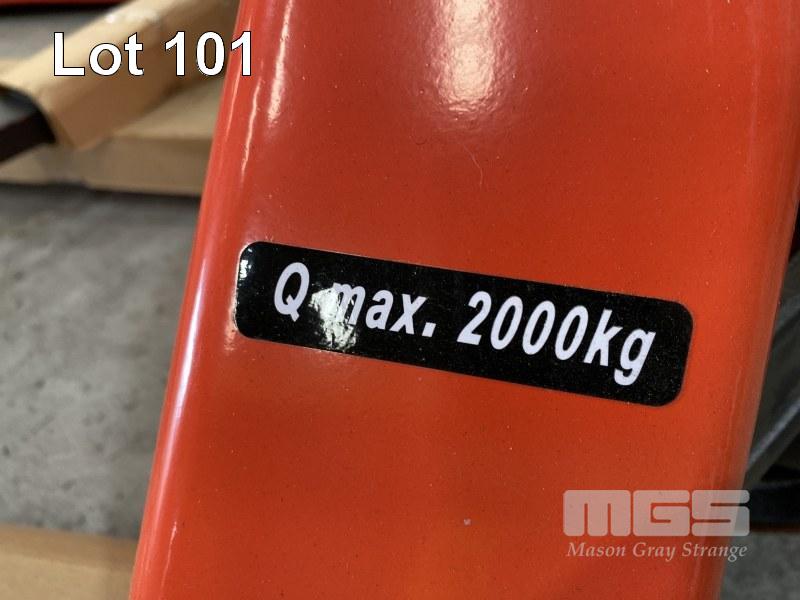 Lot 101
Q max. 2000kg
MGS
Mason Gray Strange